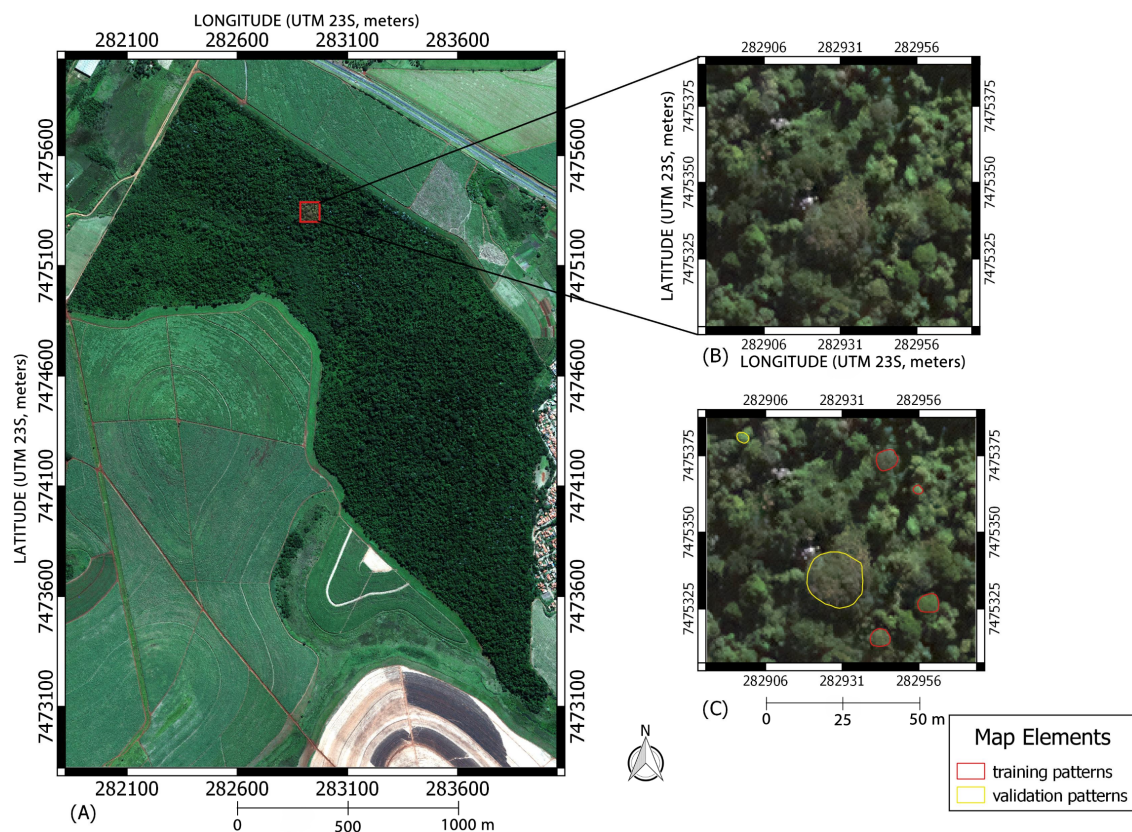 LONGITUDE (UTM 23S, meters)
282100 282600 283100 283600
LATITUDE (UTM 23S, meters)
7475600
7475100
7474600
7474100
7473600
7473100
7475600
7475100
7474600
7474100
7473600
7473100
282100 282600 283100 283600
(A)
0 500 1000 m
282906 282931 282956
LATITUDE (UTM 23S, meters)
7475375
7475350
7475325
7475375
7475350
7475325
282906 282931 282956
(B) LONGITUDE (UTM 23S, meters)
282906 282931 282956
7475375
7475350
7475325
7475375
7475350
7475325
282906 282931 282956
(C)
0 25 50 m
N
Map Elements
training patterns
validation patterns